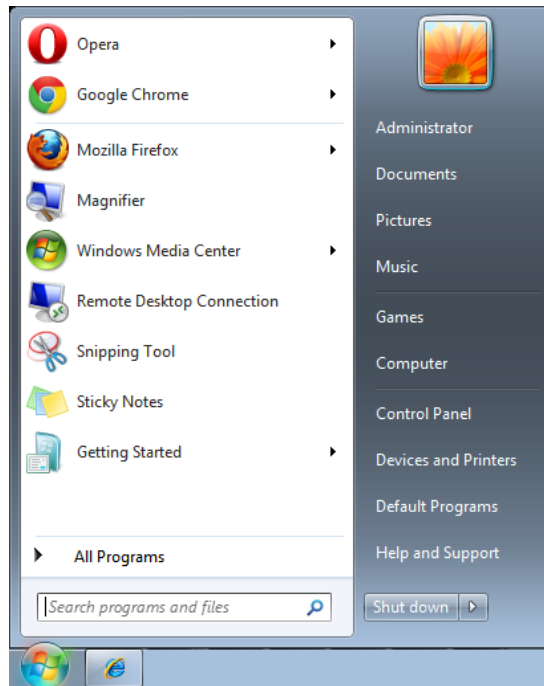 Opera
Google Chrome
Mozilla Firefox
Magnifier
Windows Media Center
Remote Desktop Connection
Snipping Tool
Sticky Notes
Getting Started
All Programs
Search programs and files
Administrator
Documents
Pictures
Music
Games
Computer
Control Panel
Devices and Printers
Default Programs
Help and Support
Shut down